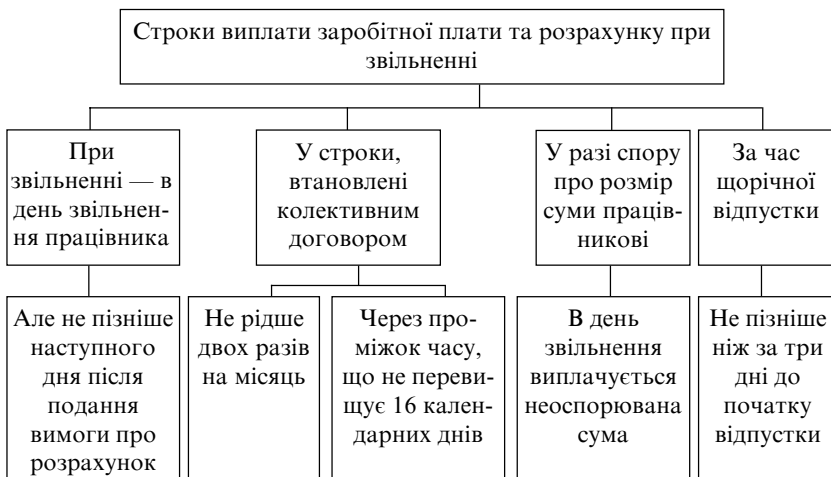 Строки виплати заробітної плати та розрахунку при
звільненні
При
звільненні — в
день звільнен-
ня працівника
У строки,
втановлені
колективним
договором
У разі спору
про розмір
суми праців-
никові
За час
щорічної
відпустки
Але не пізніше
наступного
дня після
подання
вимоги про
розрахунок
Не рідше
двох разів
на місяць
Через про-
міжок часу,
що не переви-
щує 16 кален-
дарних днів
В день
звільнення
виплачується
неоспорювана
сума
Не пізніше
ніж за три
дні до
початку
відпустки